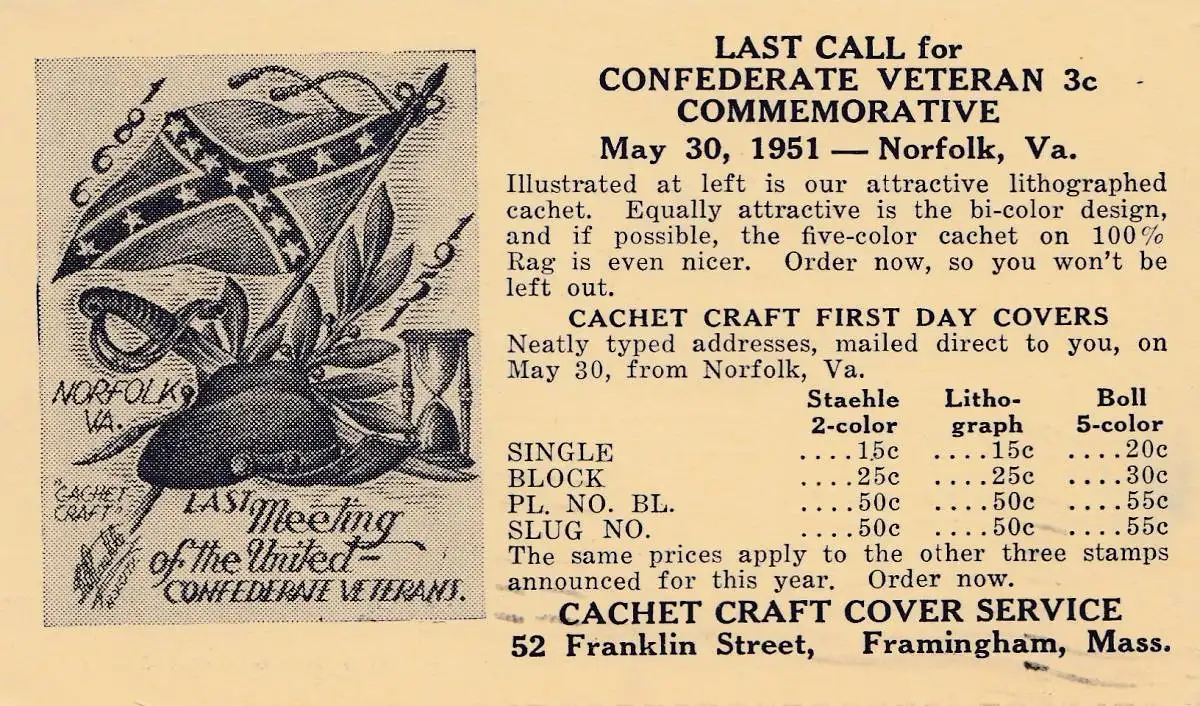 1889
1951
NORFOLK,
VA.
"CACHET
CRAFT"
LAST Meeting
of the United
CONFEDERATE VETERANS.
LAST CALL for
CONFEDERATE VETERAN 3c
COMMEMORATIVE
May 30, 1951 — Norfolk, Va.
Illustrated at left is our attractive lithographed
cachet. Equally attractive is the bi-color design,
and if possible, the five-color cachet on 100%
Rag is even nicer. Order now, so you won't be
left out.
CACHET CRAFT FIRST DAY COVERS
Neatly typed addresses, mailed direct to you, on
May 30, from Norfolk, Va.
Staehle Litho- Boll
2-color graph 5-color
SINGLE ....15c ....15c ....20c
BLOCK ....25c ....25c ....30c
PL. NO. BL. ....50c ....50c ....55c
SLUG NO. ....50c ....50c ....55c
The same prices apply to the other three stamps
announced for this year. Order now.
CACHET CRAFT COVER SERVICE
52 Franklin Street, Framingham, Mass.